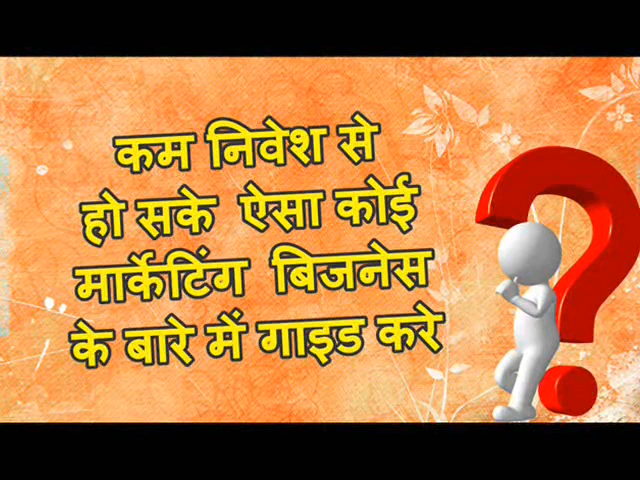 कम निवेश से
हो सके ऐसा कोई
मार्केटिंग बिजनेस
के बारे में गाइड करे
?